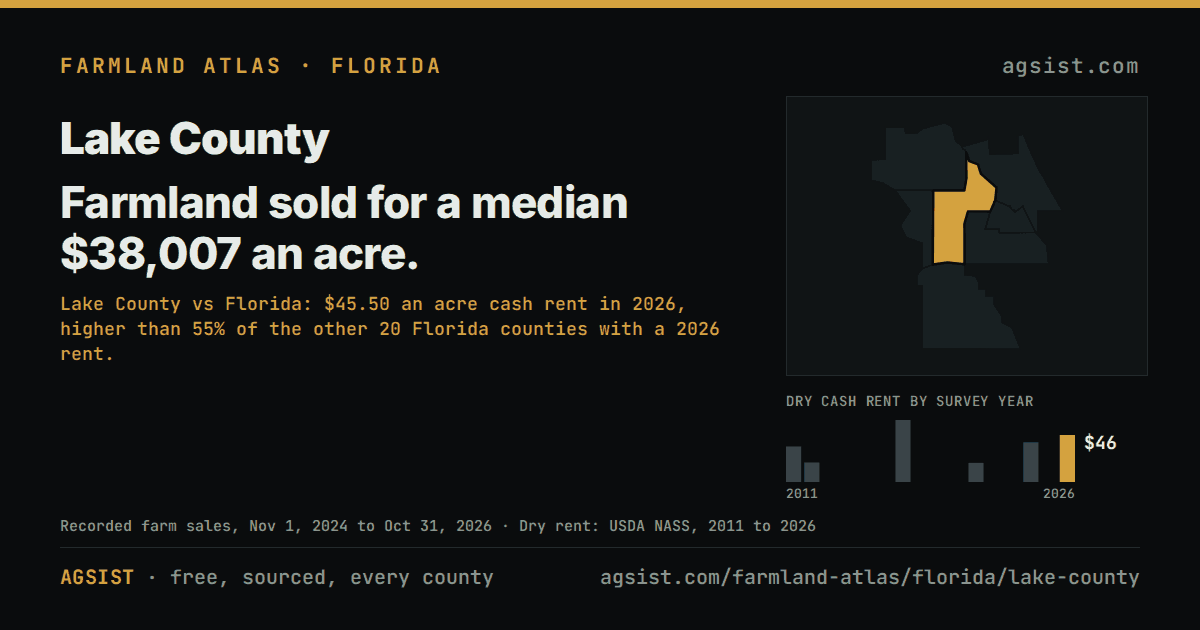 FARMLAND ATLAS · FLORIDA
agsist.com
Lake County
Farmland sold for a median
$38,007 an acre.
Lake County vs Florida: $45.50 an acre cash rent in 2026,
higher than 55% of the other 20 Florida counties with a 2026
rent.
DRY CASH RENT BY SURVEY YEAR
$46
2011
2026
Recorded farm sales, Nov 1, 2024 to Oct 31, 2026 · Dry rent: USDA NASS, 2011 to 2026
AGSIST · free, sourced, every county
agsist.com/farmland-atlas/florida/lake-county